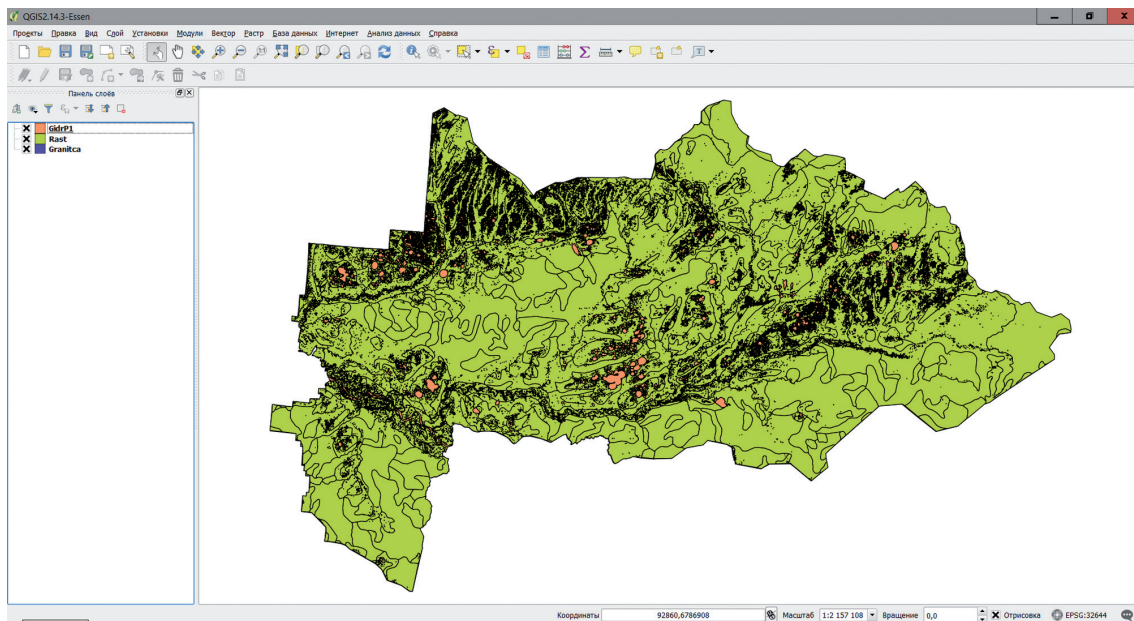 QGIS2.14.3-Essen
Проекты Правка Вид Слой Установки Модули Вектор Растр База данных Интернет Анализ данных Справка
Панель слоёв
GidrP1
Rast
Granitca
Координаты 92860,6786908 Масштаб 1:2 157 108 Вращение 0,0 Отрисовка EPSG:32644